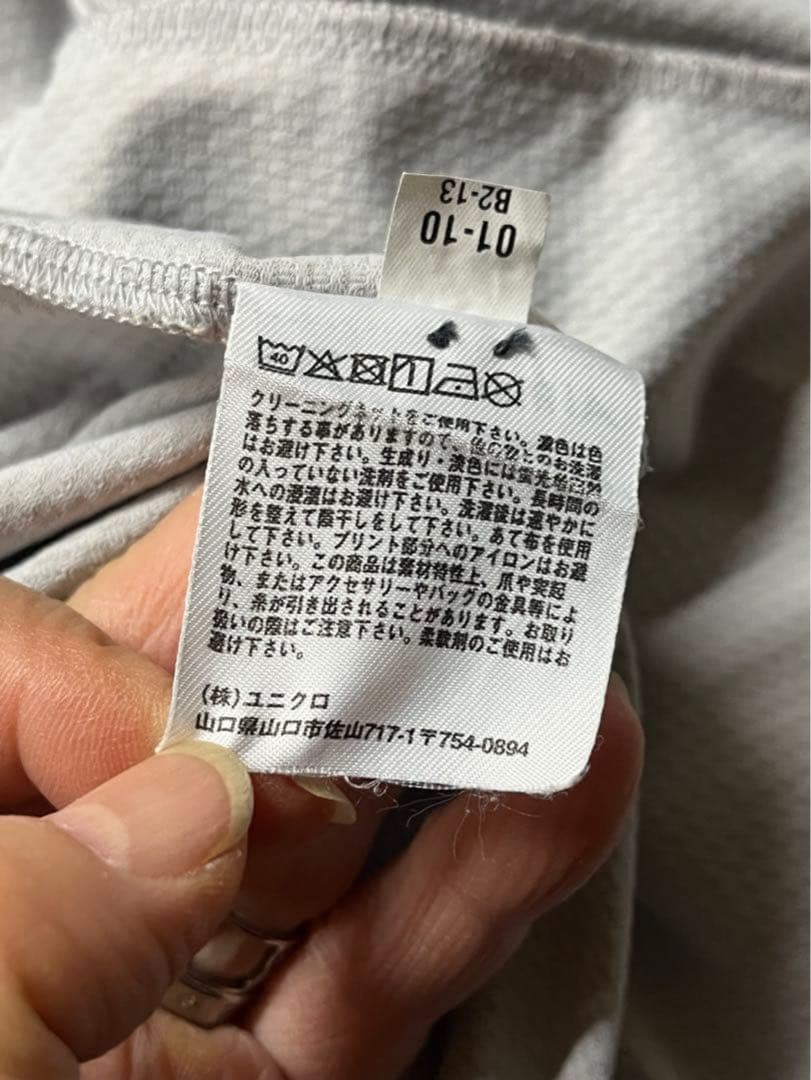 B2-13
01-10
40
クリーニングネットをご使用下さい。濃色は色
落ちする事がありますので、他の物とのお洗濯
はお避け下さい。生成り・淡色には蛍光増白剤
の入っていない洗剤をご使用下さい。長時間の
水への浸漬はお避け下さい。洗濯後は速やかに
形を整えて陰干しをして下さい。あて布を使用
して下さい。プリント部分へのアイロンはお避
け下さい。この商品は素材特性上、爪や突起
物、またはアクセサリーやバッグの金具等によ
り、糸が引き出されることがあります。お取り
扱いの際はご注意下さい。柔軟剤のご使用はお
避け下さい。
(株)ユニクロ
山口県山口市佐山717-1〒754-0894